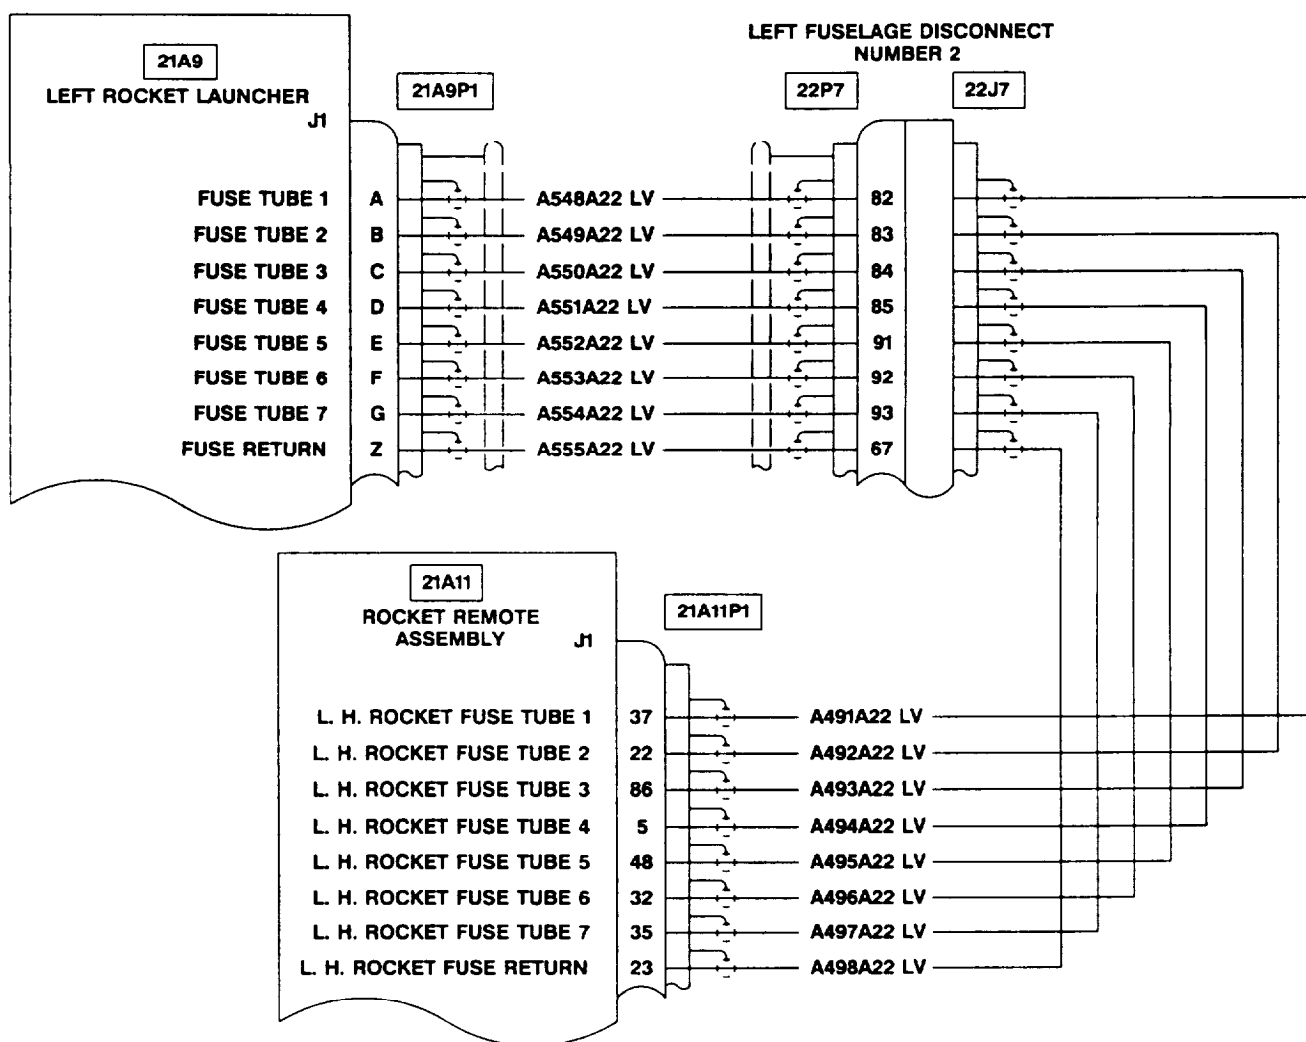 LEFT FUSELAGE DISCONNECT
NUMBER 2
21A9
LEFT ROCKET LAUNCHER
J1
21A9P1
22P7
22J7
FUSE TUBE 1 A A548A22 LV 82
FUSE TUBE 2 B A549A22 LV 83
FUSE TUBE 3 C A550A22 LV 84
FUSE TUBE 4 D A551A22 LV 85
FUSE TUBE 5 E A552A22 LV 91
FUSE TUBE 6 F A553A22 LV 92
FUSE TUBE 7 G A554A22 LV 93
FUSE RETURN Z A555A22 LV 67
21A11
ROCKET REMOTE
ASSEMBLY
J1
21A11P1
L. H. ROCKET FUSE TUBE 1 37 A491A22 LV
L. H. ROCKET FUSE TUBE 2 22 A492A22 LV
L. H. ROCKET FUSE TUBE 3 86 A493A22 LV
L. H. ROCKET FUSE TUBE 4 5 A494A22 LV
L. H. ROCKET FUSE TUBE 5 48 A495A22 LV
L. H. ROCKET FUSE TUBE 6 32 A496A22 LV
L. H. ROCKET FUSE TUBE 7 35 A497A22 LV
L. H. ROCKET FUSE RETURN 23 A498A22 LV